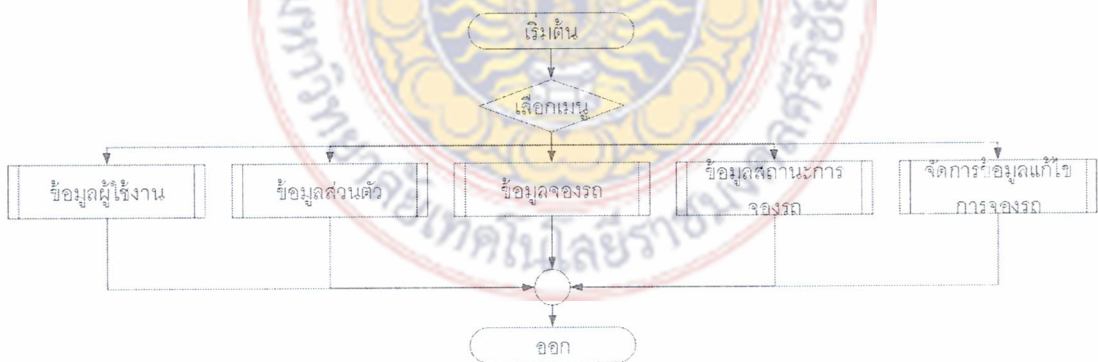 เริ่มต้น
เลือกเมนู
ข้อมูลผู้ใช้งาน
ข้อมูลส่วนตัว
ข้อมูลจองรถ
ข้อมูลสถานะการ
จองรถ
จัดการข้อมูลแก้ไข
การจองรถ
ออก